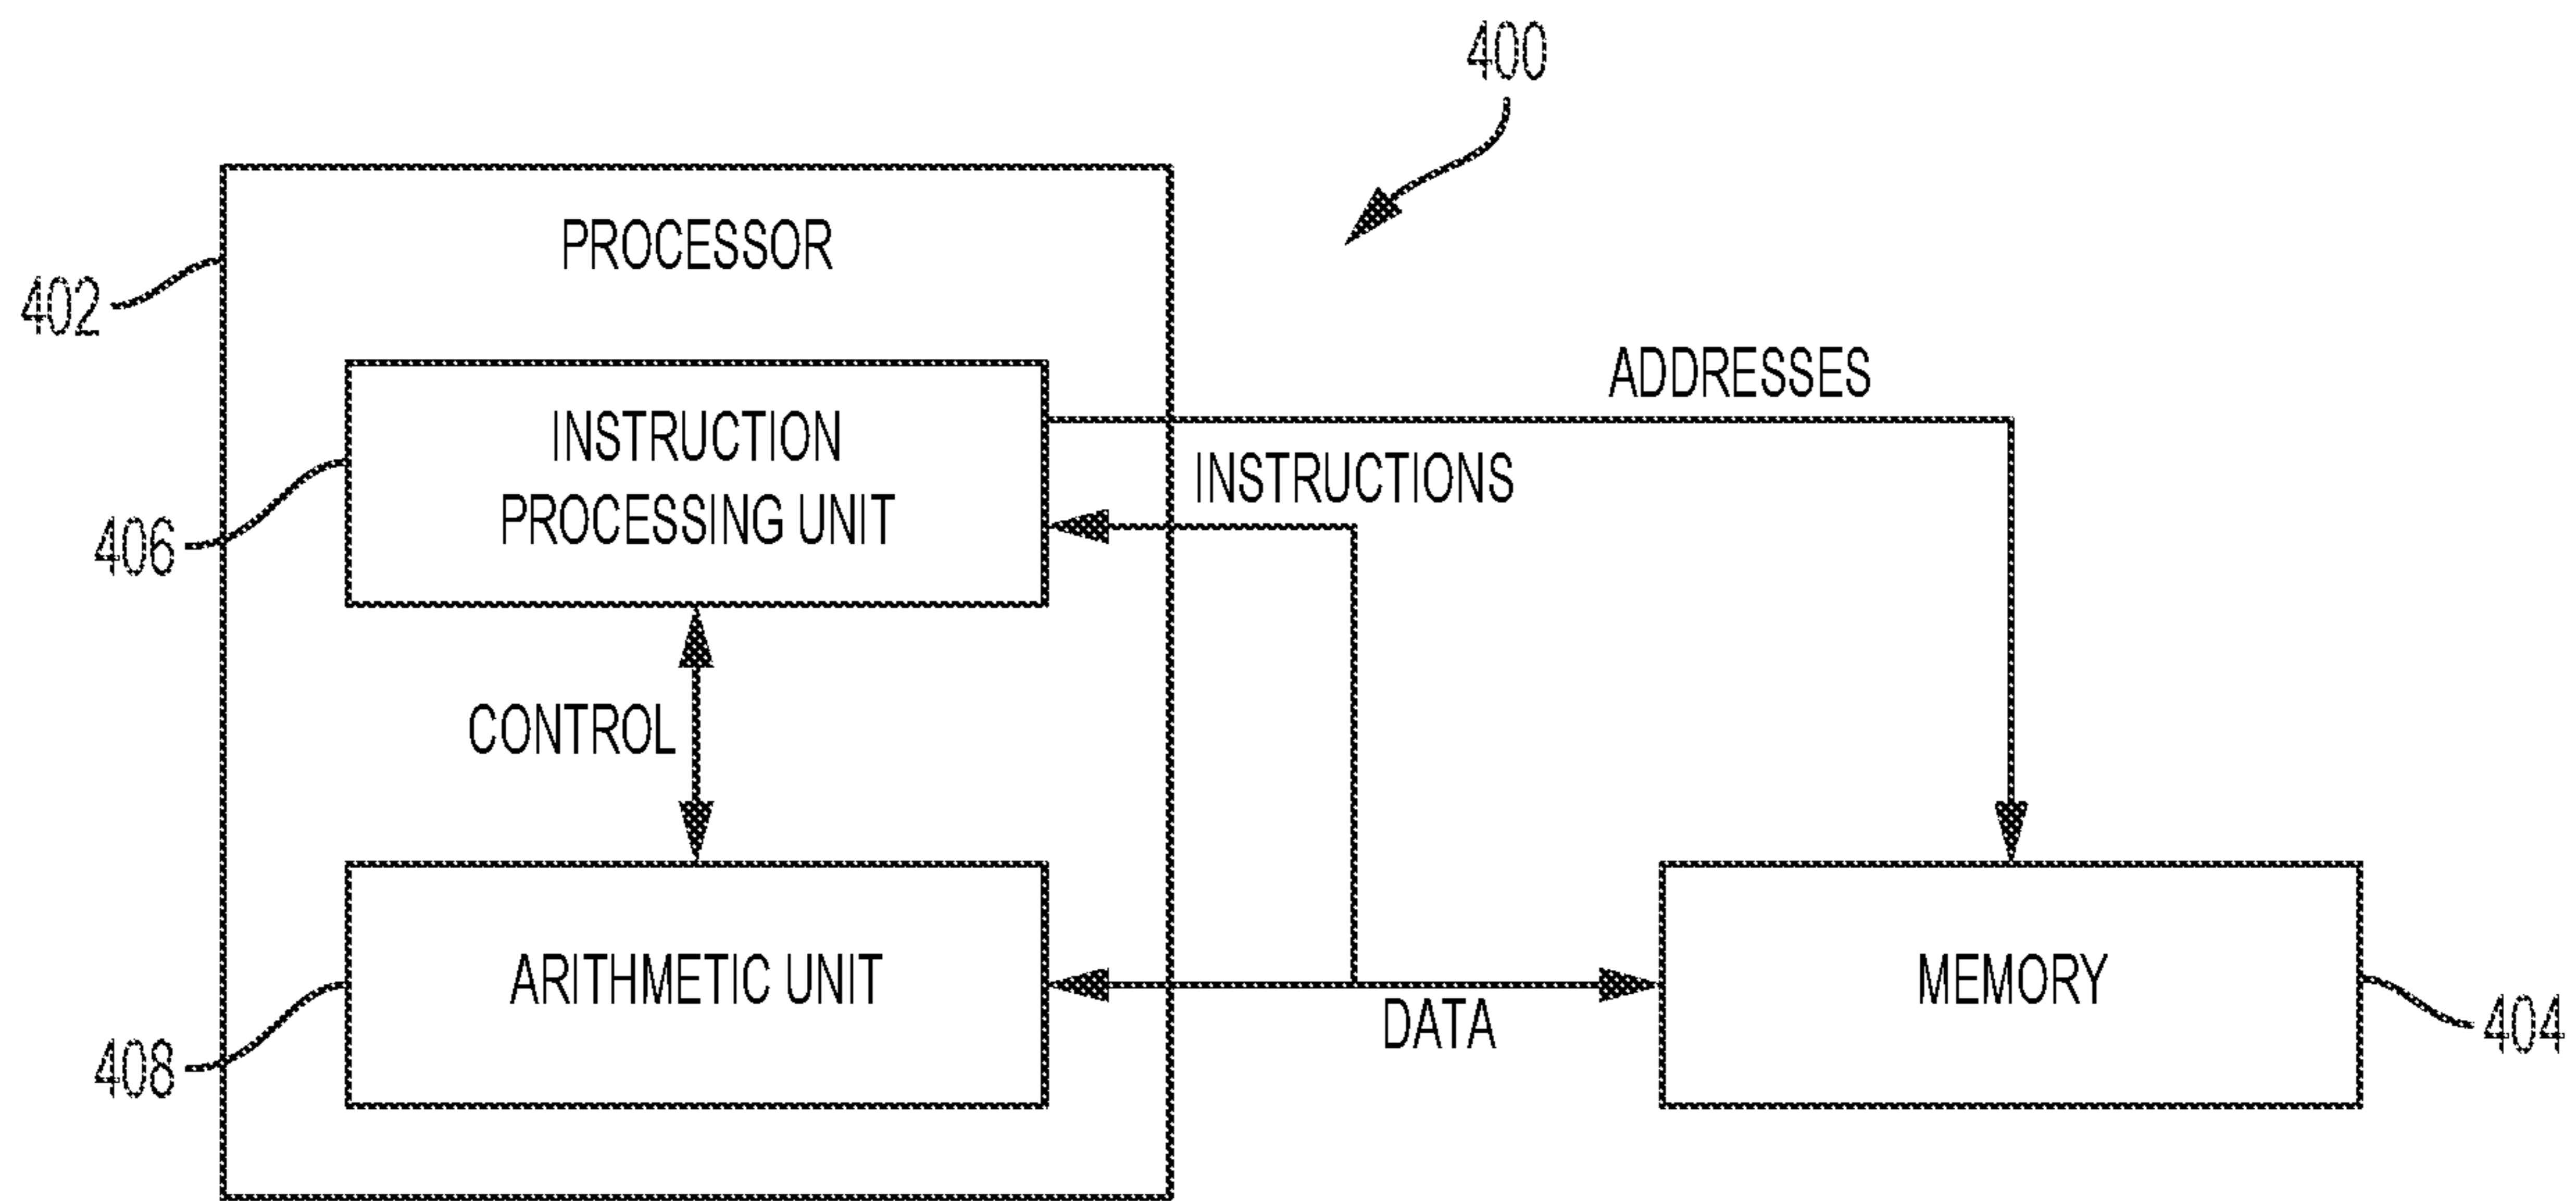 400
PROCESSOR
402
ADDRESSES
INSTRUCTION
PROCESSING UNIT
INSTRUCTIONS
406
CONTROL
ARITHMETIC UNIT
MEMORY
DATA
404
408